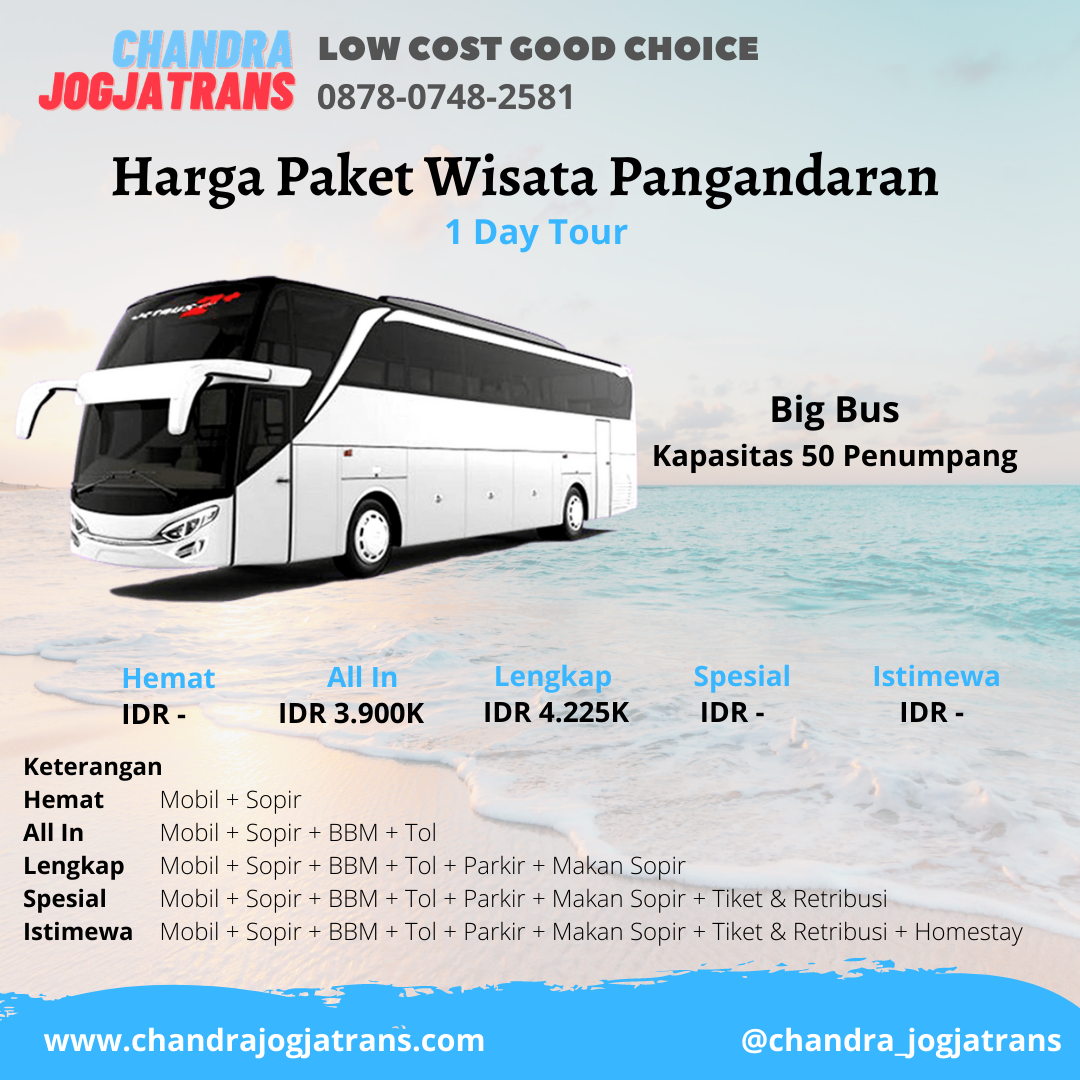 CHANDRA
JOGJATRANS
LOW COST GOOD CHOICE
0878-0748-2581
Harga Paket Wisata Pangandaran
1 Day Tour
Big Bus
Kapasitas 50 Penumpang
Hemat All In Lengkap Spesial Istimewa
IDR - IDR 3.900K IDR 4.225K IDR - IDR -
Keterangan
Hemat Mobil + Sopir
All In Mobil + Sopir + BBM + Tol
Lengkap Mobil + Sopir + BBM + Tol + Parkir + Makan Sopir
Spesial Mobil + Sopir + BBM + Tol + Parkir + Makan Sopir + Tiket & Retribusi
Istimewa Mobil + Sopir + BBM + Tol + Parkir + Makan Sopir + Tiket & Retribusi + Homestay
www.chandrajogjatrans.com
@chandra_jogjatrans